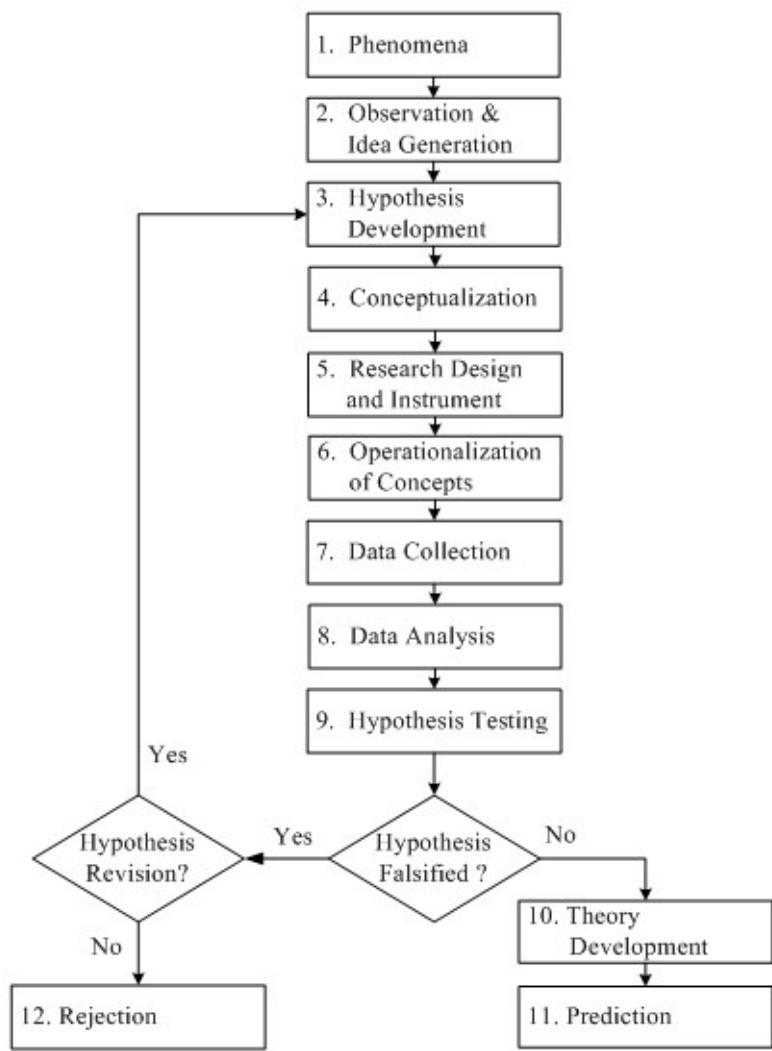 1. Phenomena
2. Observation &
Idea Generation
3. Hypothesis
Development
4. Conceptualization
5. Research Design
and Instrument
6. Operationalization
of Concepts
7. Data Collection
8. Data Analysis
9. Hypothesis Testing
Yes
Hypothesis
Revision?
Yes
Hypothesis
Falsified ?
No
10. Theory
Development
No
12. Rejection
11. Prediction